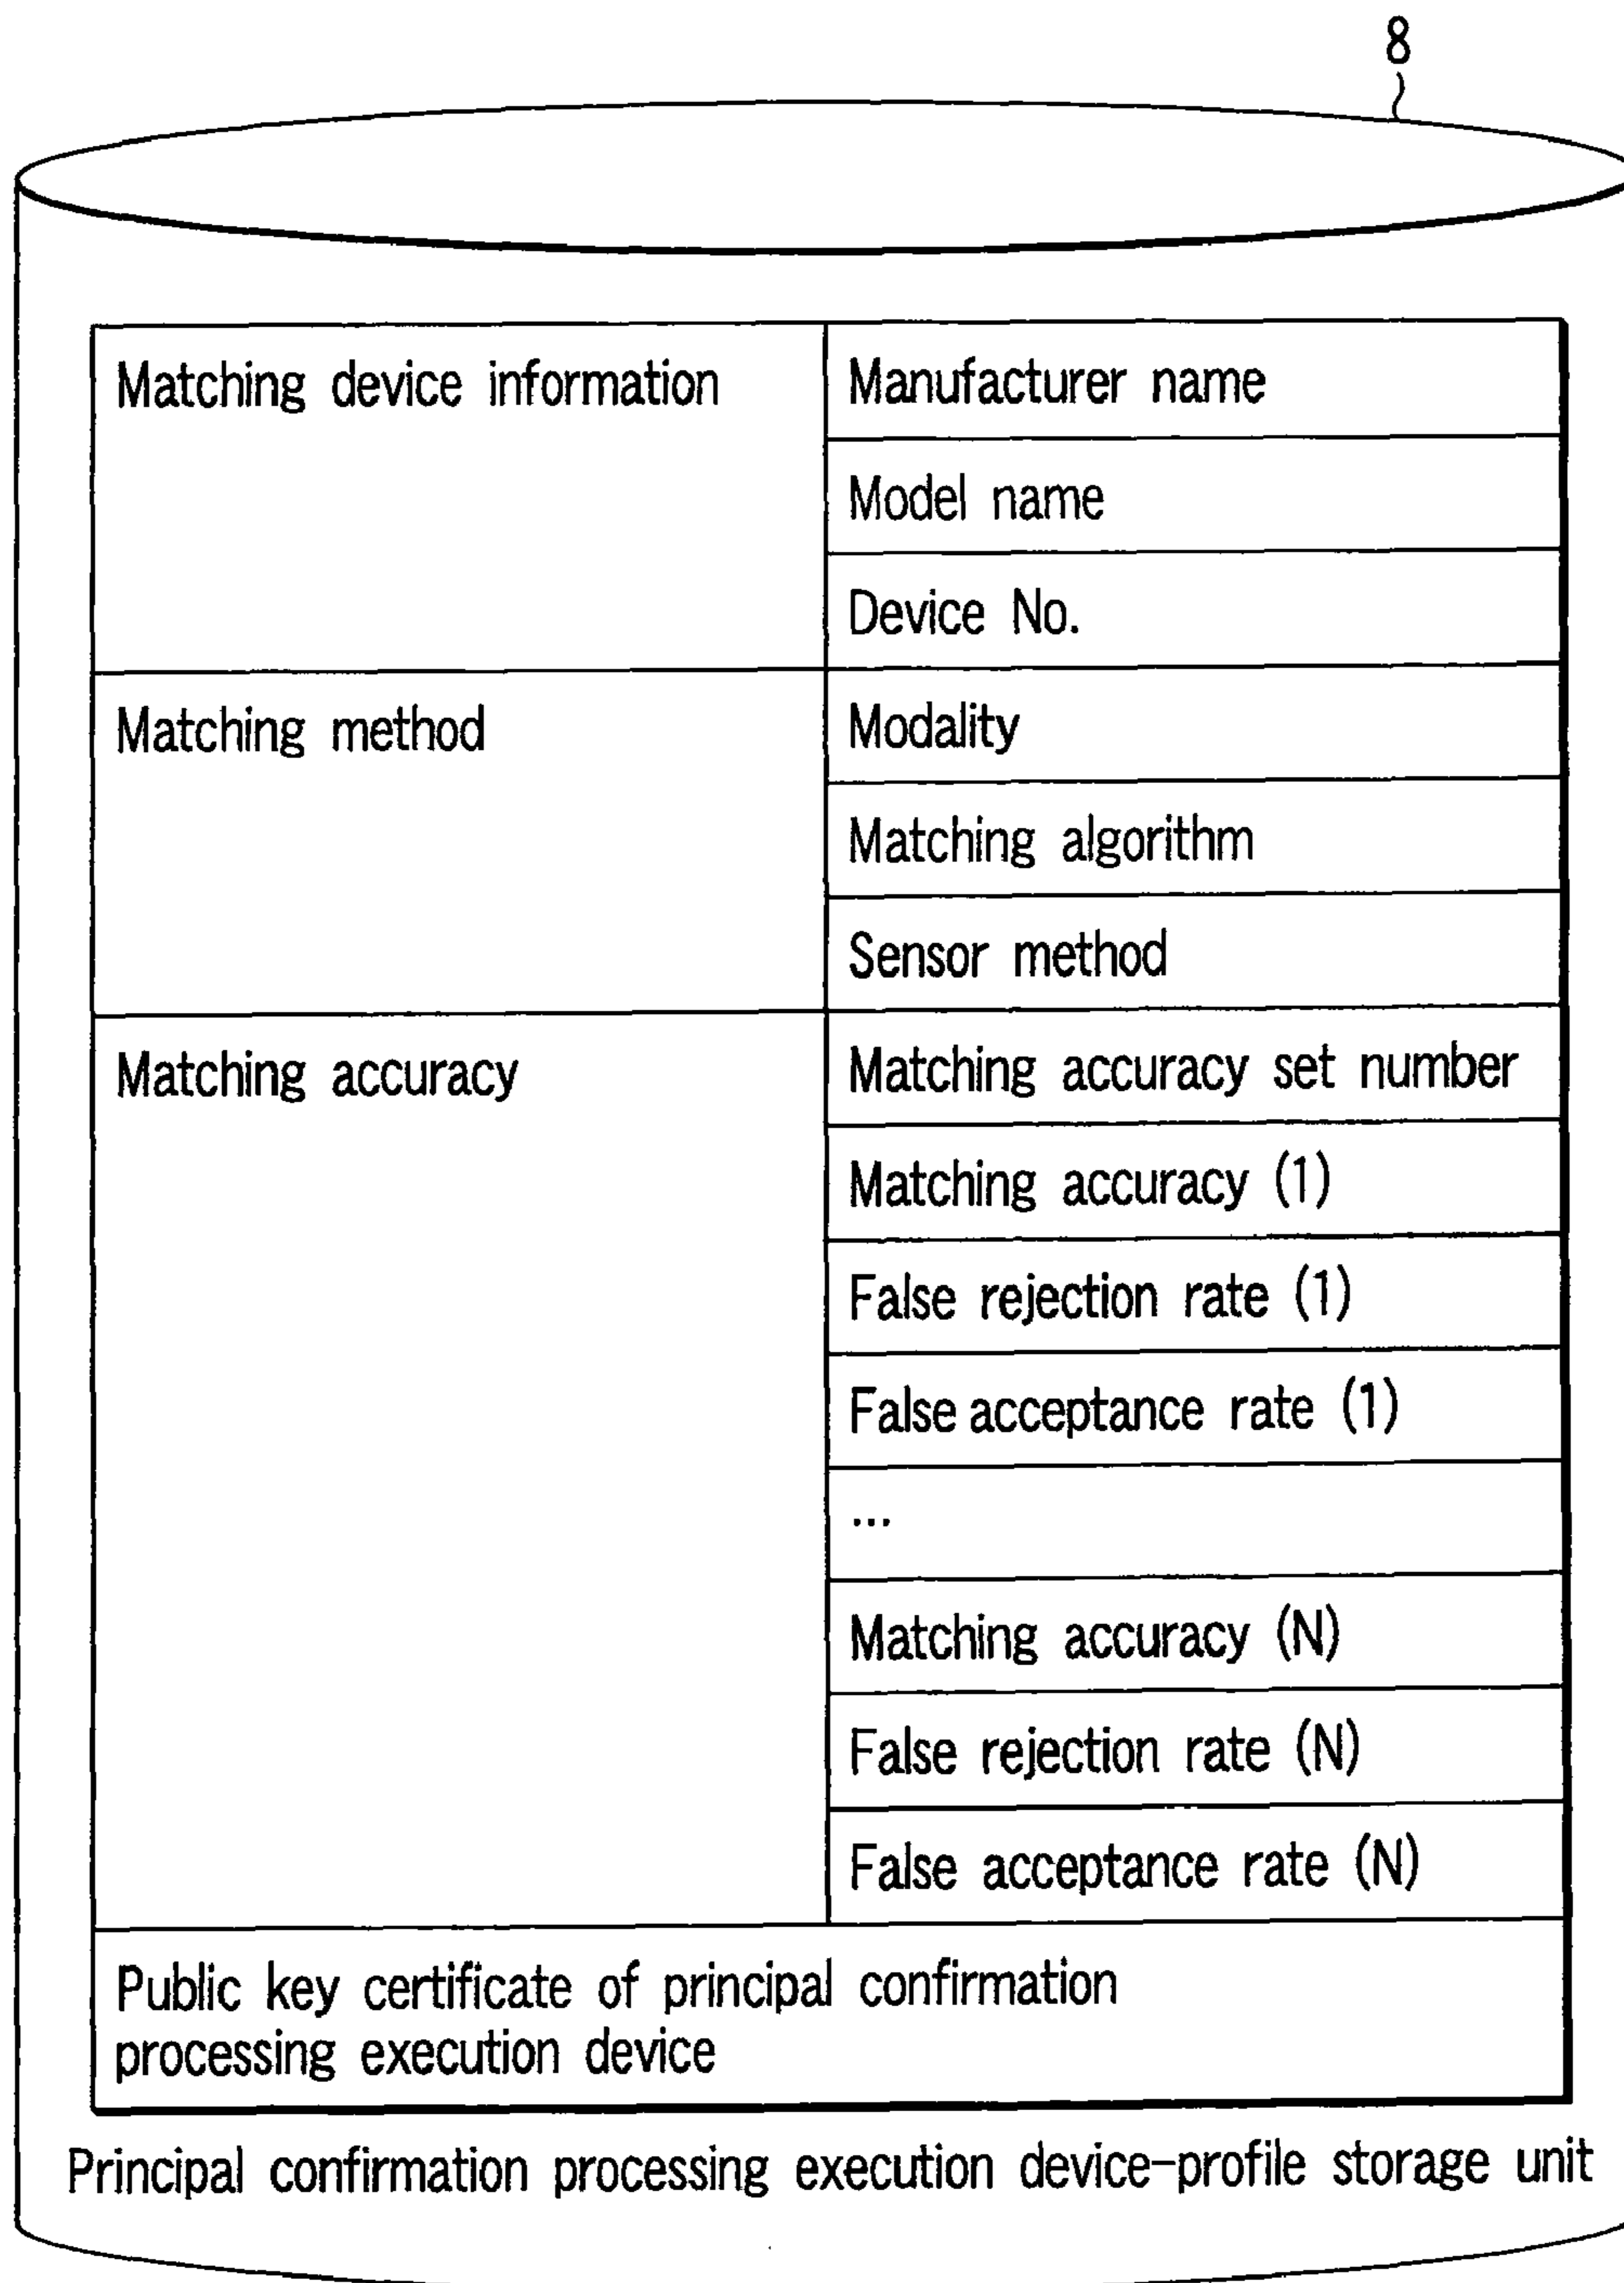 8
Matching device information
Manufacturer name
Model name
Device No.
Matching method
Modality
Matching algorithm
Sensor method
Matching accuracy
Matching accuracy set number
Matching accuracy (1)
False rejection rate (1)
False acceptance rate (1)
...
Matching accuracy (N)
False rejection rate (N)
False acceptance rate (N)
Public key certificate of principal confirmation
processing execution device
Principal confirmation processing execution device-profile storage unit